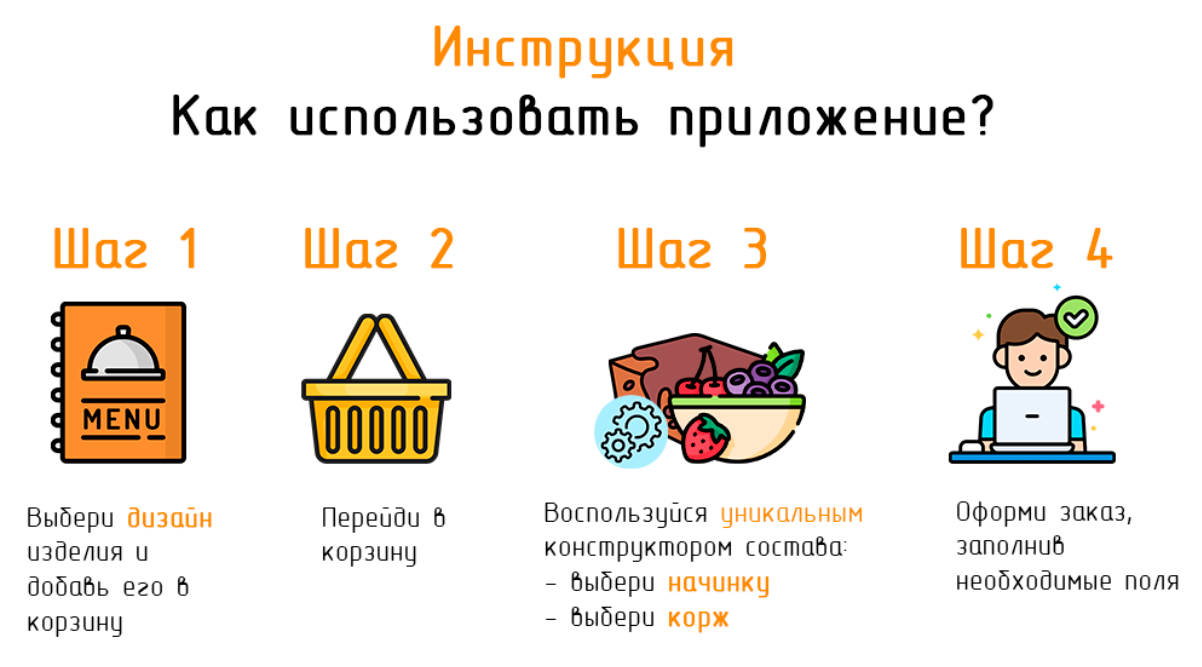 Инструкция
Как использовать приложение?
Шаг 1
MENU
Выбери дизайн
изделия и
добавь его в
корзину
Шаг 2
Перейди в
корзину
Шаг 3
Воспользуйся уникальным
конструктором состава:
- выбери начинку
- выбери корж
Шаг 4
Оформи заказ,
заполнив
необходимые поля